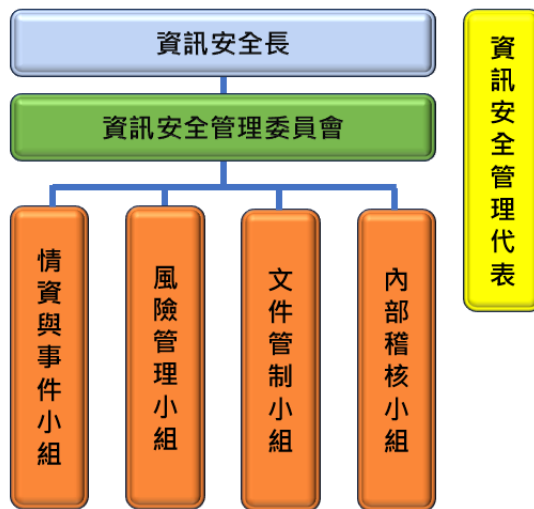 資訊安全長
資訊安全管理委員會
情資與事件小組
風險管理小組
文件管制小組
內部稽核小組
資訊安全管理代表